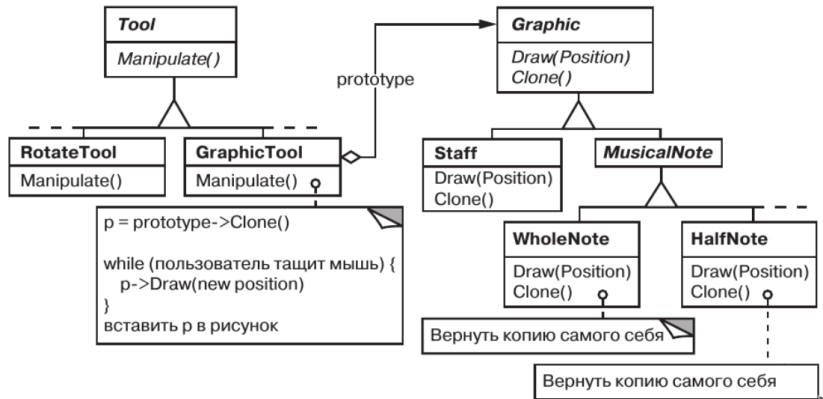 Tool
Manipulate()
Graphic
Draw(Position)
Clone()
prototype
RotateTool
Manipulate()
GraphicTool
Manipulate()
Staff
Draw(Position)
Clone()
MusicalNote
p = prototype->Clone()
while (пользователь тащит мышь) {
p->Draw(new position)
}
вставить p в рисунок
WholeNote
Draw(Position)
Clone()
HalfNote
Draw(Position)
Clone()
Вернуть копию самого себя
Вернуть копию самого себя